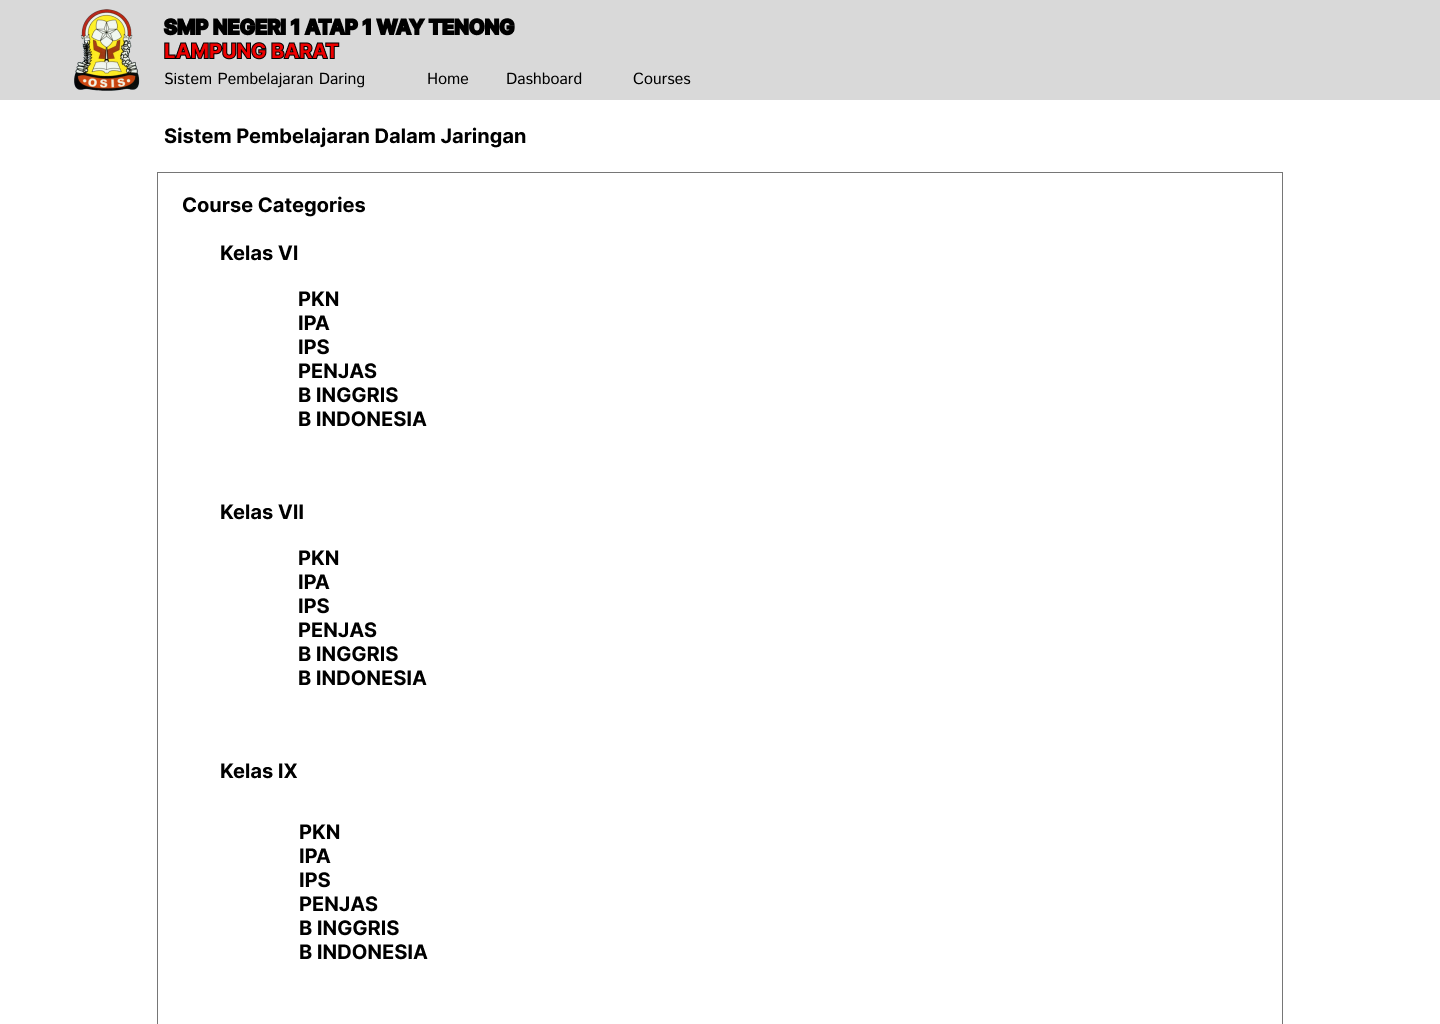 SMP NEGERI 1 ATAP 1 WAY TENONG
LAMPUNG BARAT
Sistem Pembelajaran Daring Home Dashboard Courses
OSIS
Sistem Pembelajaran Dalam Jaringan
Course Categories
Kelas VI
PKN
IPA
IPS
PENJAS
B INGGRIS
B INDONESIA
Kelas VII
PKN
IPA
IPS
PENJAS
B INGGRIS
B INDONESIA
Kelas IX
PKN
IPA
IPS
PENJAS
B INGGRIS
B INDONESIA